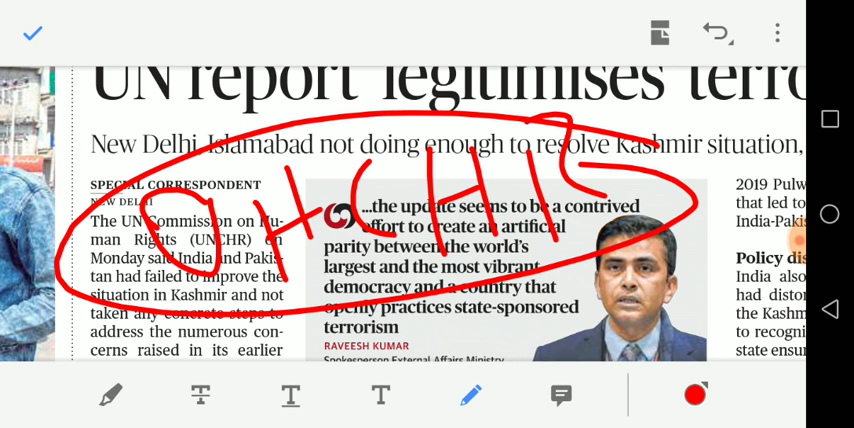 UN report legitimises terro
New Delhi, Islamabad not doing enough to resolve Kashmir situation,
SPECIAL CORRESPONDENT
NEW DELHI
The UN Commission on Hu-
man Rights (UNCHR) on
Monday said India and Pakis-
tan had failed to improve the
situation in Kashmir and not
taken any concrete steps to
address the numerous con-
cerns raised in its earlier
...the update seems to be a contrived
effort to create an artificial
parity between the world's
largest and the most vibrant
democracy and a country that
openly practices state-sponsored
terrorism
RAVEESH KUMAR
Spokesperson External Affairs Ministry
2019 Pulw
that led to
India-Pakis
Policy dis
India also
had distor
the Kashm
to recogni
state ensur
T
T
T